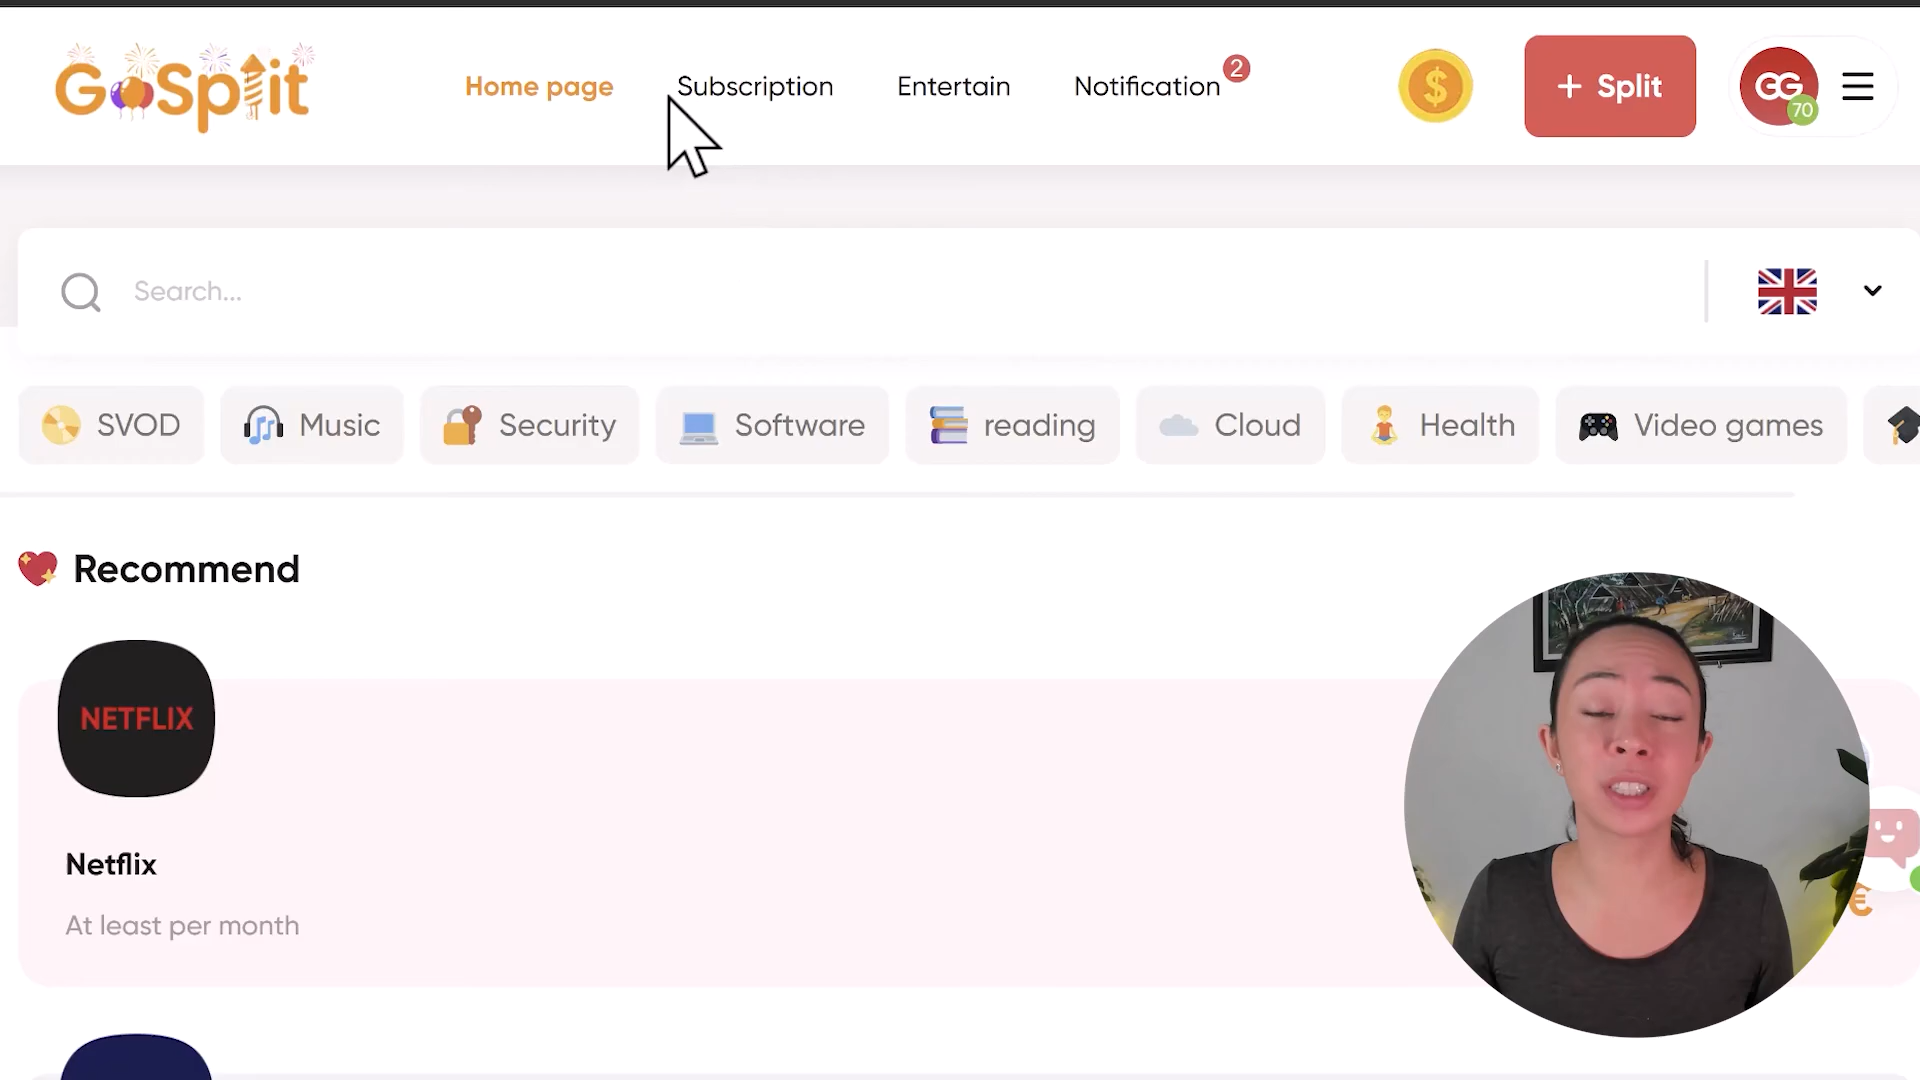 GoSplit
Home page
Subscription
Entertain
Notification
2
$
+ Split
GG
70
Search...
SVOD
Music
Security
Software
reading
Cloud
Health
Video games
Recommend
NETFLIX
Netflix
At least per month
€